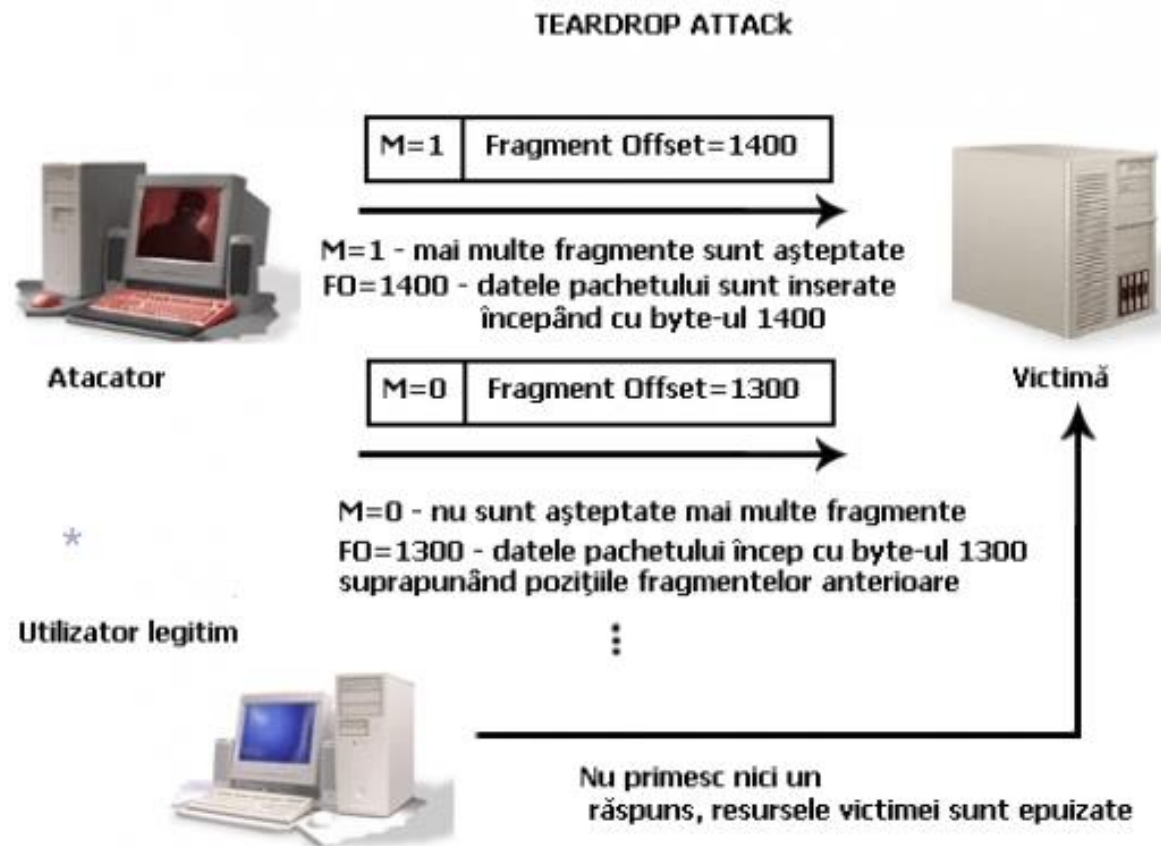 TEARDROP ATTACk
M=1 Fragment Offset=1400
M=1 - mai multe fragmente sunt aşteptate
FO=1400 - datele pachetului sunt inserate
începând cu byte-ul 1400
Atacator
Victimă
M=0 Fragment Offset=1300
M=0 - nu sunt aşteptate mai multe fragmente
FO=1300 - datele pachetului încep cu byte-ul 1300
suprapunând poziţiile fragmentelor anterioare
*
Utilizator legitim
Nu primesc nici un
răspuns, resursele victimei sunt epuizate